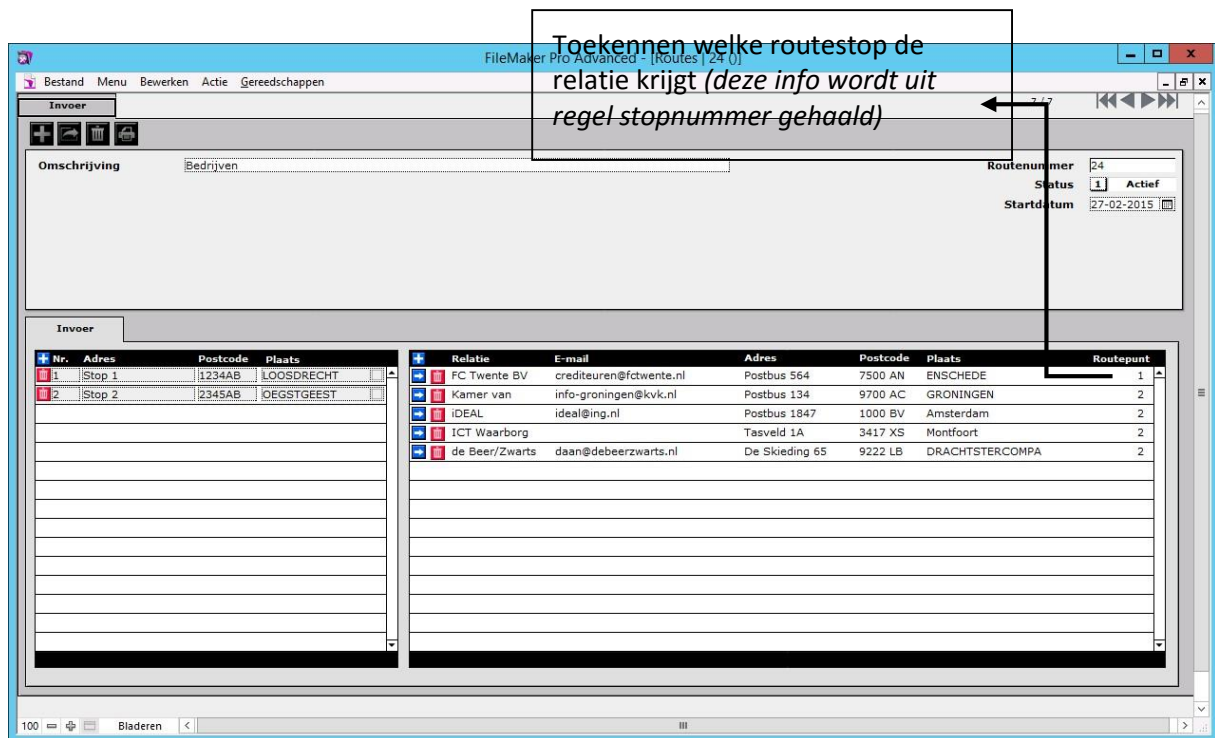 Toekennen welke routestop de
relatie krijgt (deze info wordt uit
regel stopnummer gehaald)
FileMaker Pro Advanced - [Routes | 24 ()]
Bestand Menu Bewerken Actie Gereedschappen
Invoer
7 / 7
Omschrijving Bedrijven
Routenummer 24
Status 1 Actief
Startdatum 27-02-2015
Invoer
Nr. Adres Postcode Plaats
1 Stop 1 1234AB LOOSDRECHT
2 Stop 2 2345AB OEGSTGEEST
Relatie E-mail Adres Postcode Plaats Routepunt
FC Twente BV crediteuren@fctwente.nl Postbus 564 7500 AN ENSCHEDE 1
Kamer van info-groningen@kvk.nl Postbus 134 9700 AC GRONINGEN 2
iDEAL ideal@ing.nl Postbus 1847 1000 BV Amsterdam 2
ICT Waarborg Tasveld 1A 3417 XS Montfoort 2
de Beer/Zwarts daan@debeerzwarts.nl De Skieding 65 9222 LB DRACHTSTERCOMPA 2
100 Bladeren